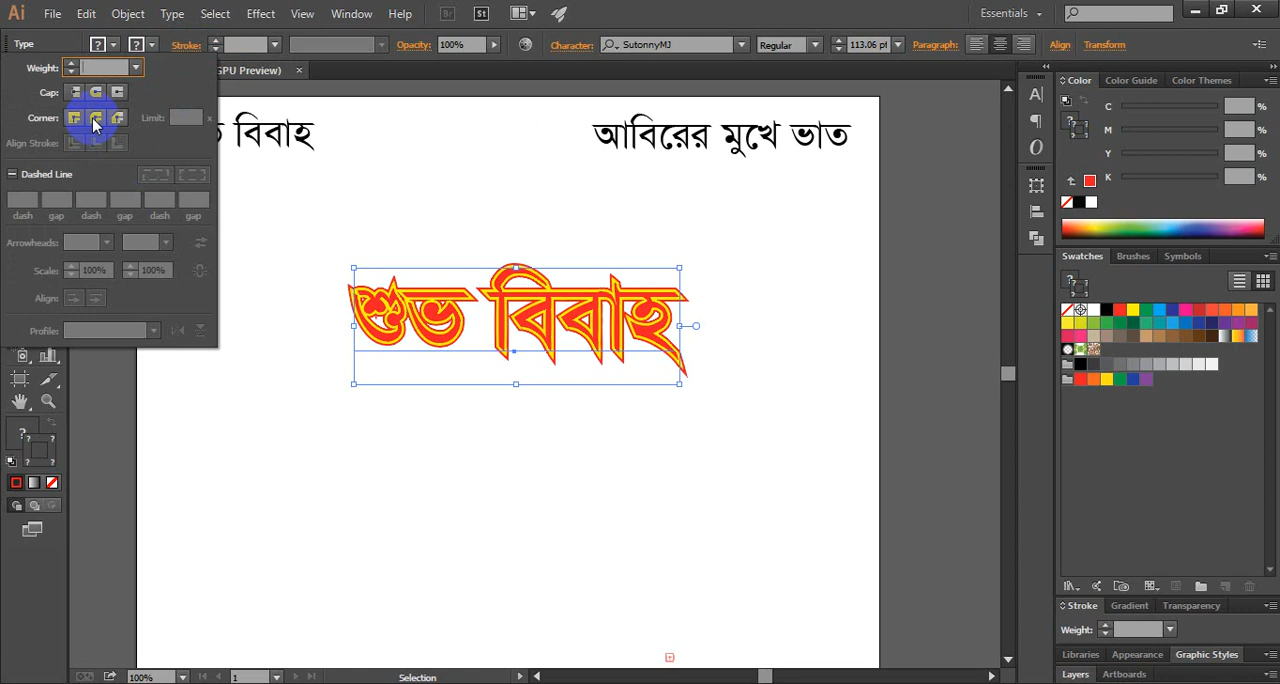 Ai File Edit Object Type Select Effect View Window Help Br St Essentials
Type ? ? Stroke: Opacity: 100% Character: SutonnyMJ Regular 113.06 pt Paragraph: Align Transform
GPU Preview) ×
Weight:
Cap:
Corner: Limit: x
Align Stroke:
Dashed Line
dash gap dash gap dash gap
Arrowheads:
Scale: 100% 100%
Align:
Profile:
বিবাহ
আবিরের মুখে ভাত
শুভ বিবাহ
Color Color Guide Color Themes
C %
M %
Y %
K %
Swatches Brushes Symbols
Stroke Gradient Transparency
Weight:
Libraries Appearance Graphic Styles
Layers Artboards
100% 1 Selection